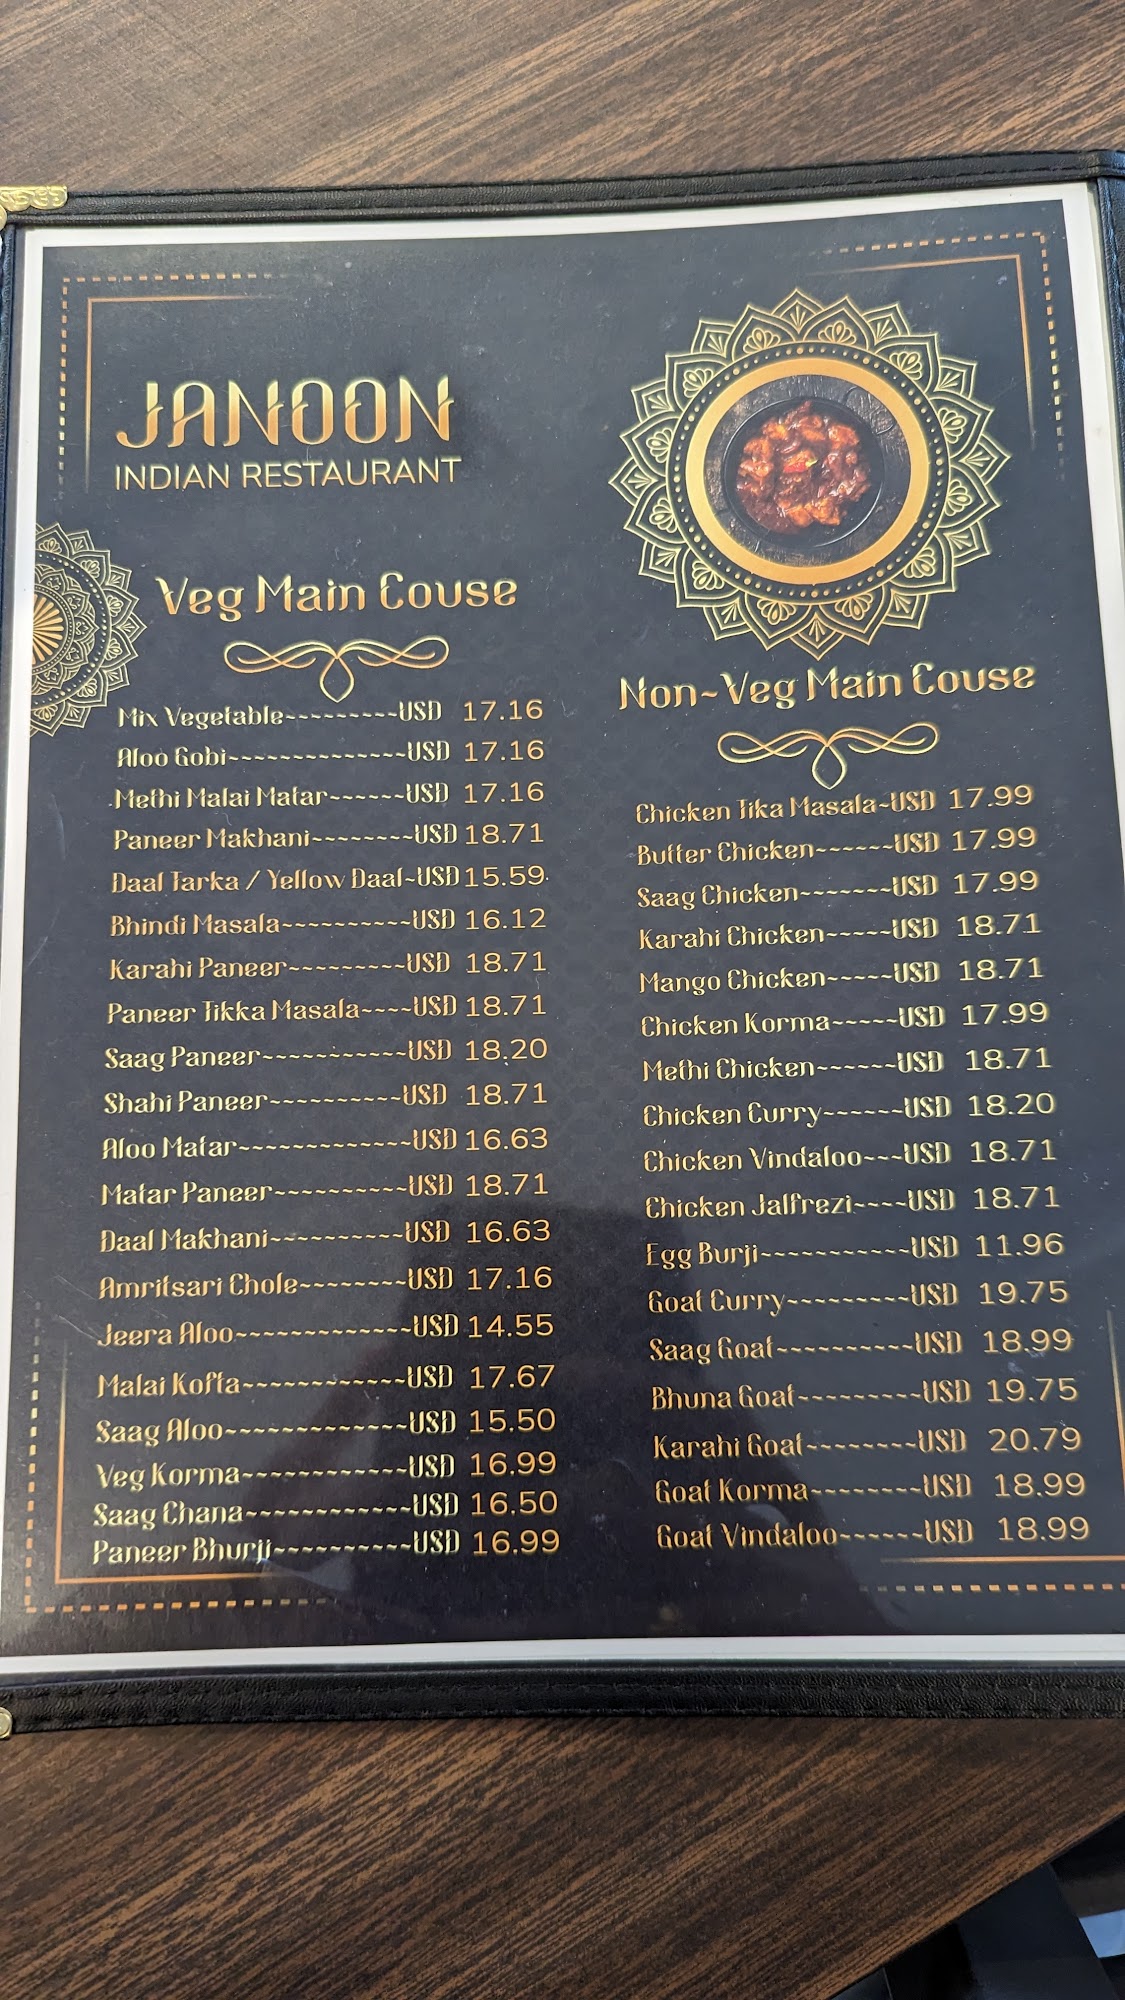 JANOON
INDIAN RESTAURANT
Veg Main Couse
Mix Vegetable---------USD 17.16
Aloo Gobi--------------USD 17.16
Methi Malai Matar------USD 17.16
Paneer Makhani--------USD 18.71
Daal Tarka / Yellow Daal-USD 15.59
Bhindi Masala----------USD 16.12
Karahi Paneer---------USD 18.71
Paneer Tikka Masala----USD 18.71
Saag Paneer-----------USD 18.20
Shahi Paneer----------USD 18.71
Aloo Matar-------------USD 16.63
Matar Paneer----------USD 18.71
Daal Makhani----------USD 16.63
Amritsari Chole--------USD 17.16
Jeera Aloo-------------USD 14.55
Malai Kofta------------USD 17.67
Saag Aloo-------------USD 15.50
Veg Korma------------USD 16.99
Saag Chana------------USD 16.50
Paneer Bhurji----------USD 16.99
Non-Veg Main Couse
Chicken Tika Masala-USD 17.99
Butter Chicken------USD 17.99
Saag Chicken-------USD 17.99
Karahi Chicken-----USD 18.71
Mango Chicken-----USD 18.71
Chicken Korma-----USD 17.99
Methi Chicken------USD 18.71
Chicken Curry------USD 18.20
Chicken Vindaloo---USD 18.71
Chicken Jalfrezi----USD 18.71
Egg Burji-----------USD 11.96
Goat Curry---------USD 19.75
Saag Goat----------USD 18.99
Bhuna Goat---------USD 19.75
Karahi Goat--------USD 20.79
Goat Korma--------USD 18.99
Goat Vindaloo------USD 18.99